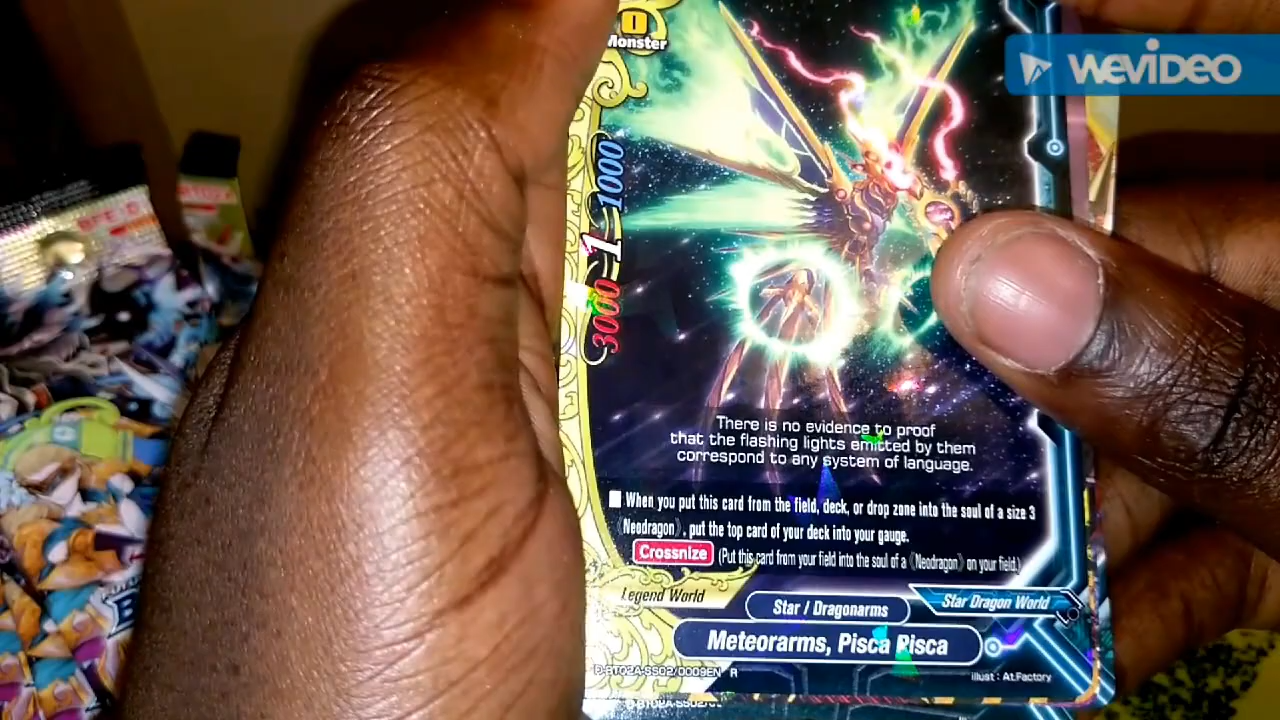 0
Monster
WEVIDEO
1000
1
3000
There is no evidence to proof
that the flashing lights emitted by them
correspond to any system of language.
■ When you put this card from the field, deck, or drop zone into the soul of a size 3
《Neodragon》, put the top card of your deck into your gauge.
Crossnize (Put this card from your field into the soul of a 《Neodragon》 on your field.)
Legend World
Star / Dragonarms
Star Dragon World
Meteorarms, Pisca Pisca
D-BT02A-SS02/0009EN R
illust : At.Factory